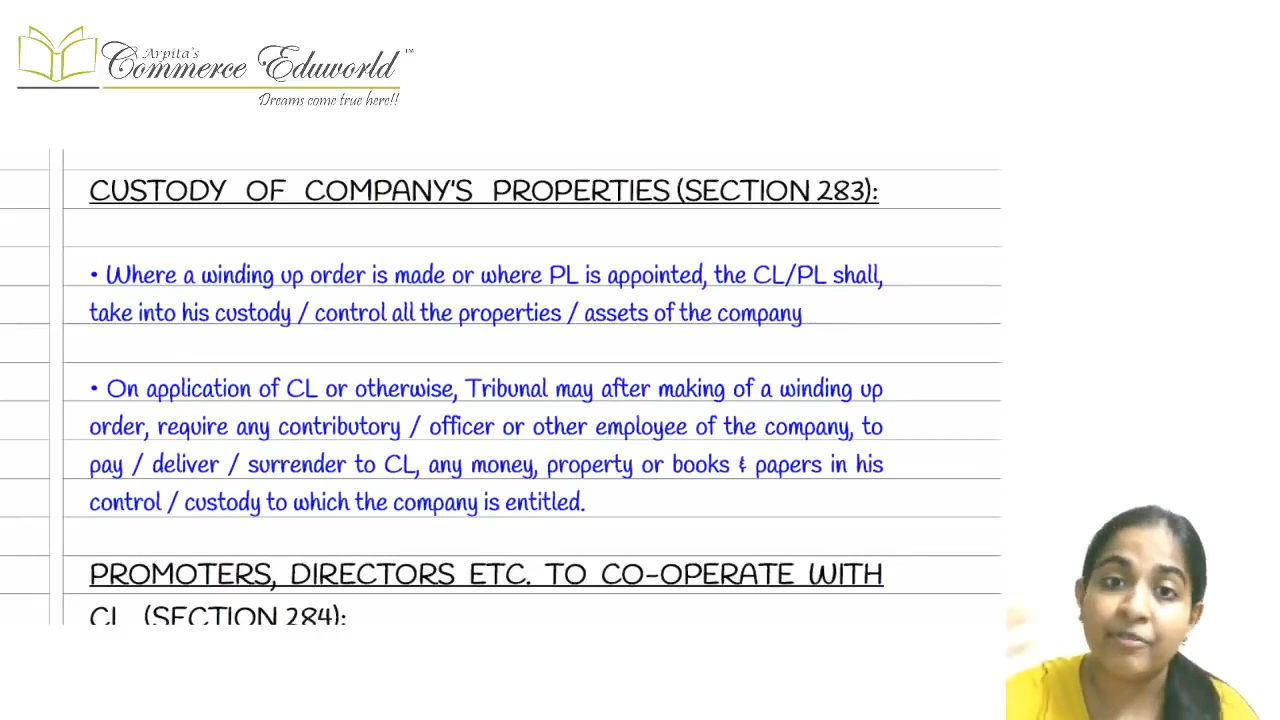 Arpita's
Commerce Eduworld™
Dreams come true here!!
CUSTODY OF COMPANY'S PROPERTIES (SECTION 283):
• Where a winding up order is made or where PL is appointed, the CL/PL shall,
take into his custody / control all the properties / assets of the company
• On application of CL or otherwise, Tribunal may after making of a winding up
order, require any contributory / officer or other employee of the company, to
pay / deliver / surrender to CL, any money, property or books & papers in his
control / custody to which the company is entitled.
PROMOTERS, DIRECTORS ETC. TO CO-OPERATE WITH
CL (SECTION 284):